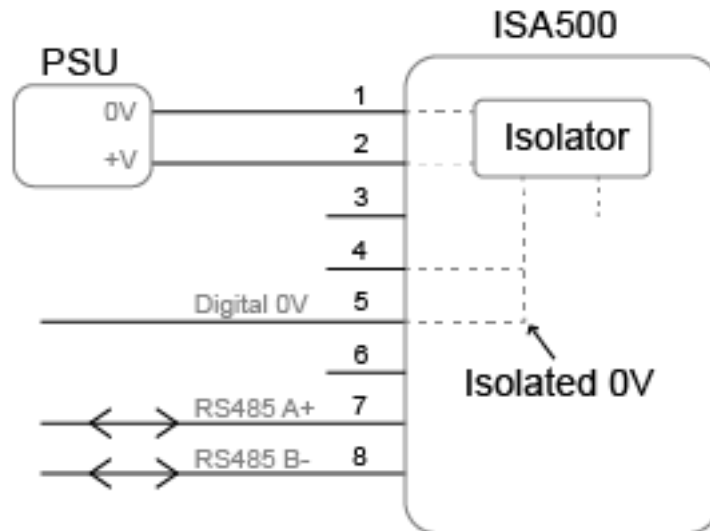 ISA500
PSU
0V
1
Isolator
+V
2
3
4
Digital 0V
5
Isolated 0V
6
RS485 A+
7
RS485 B-
8